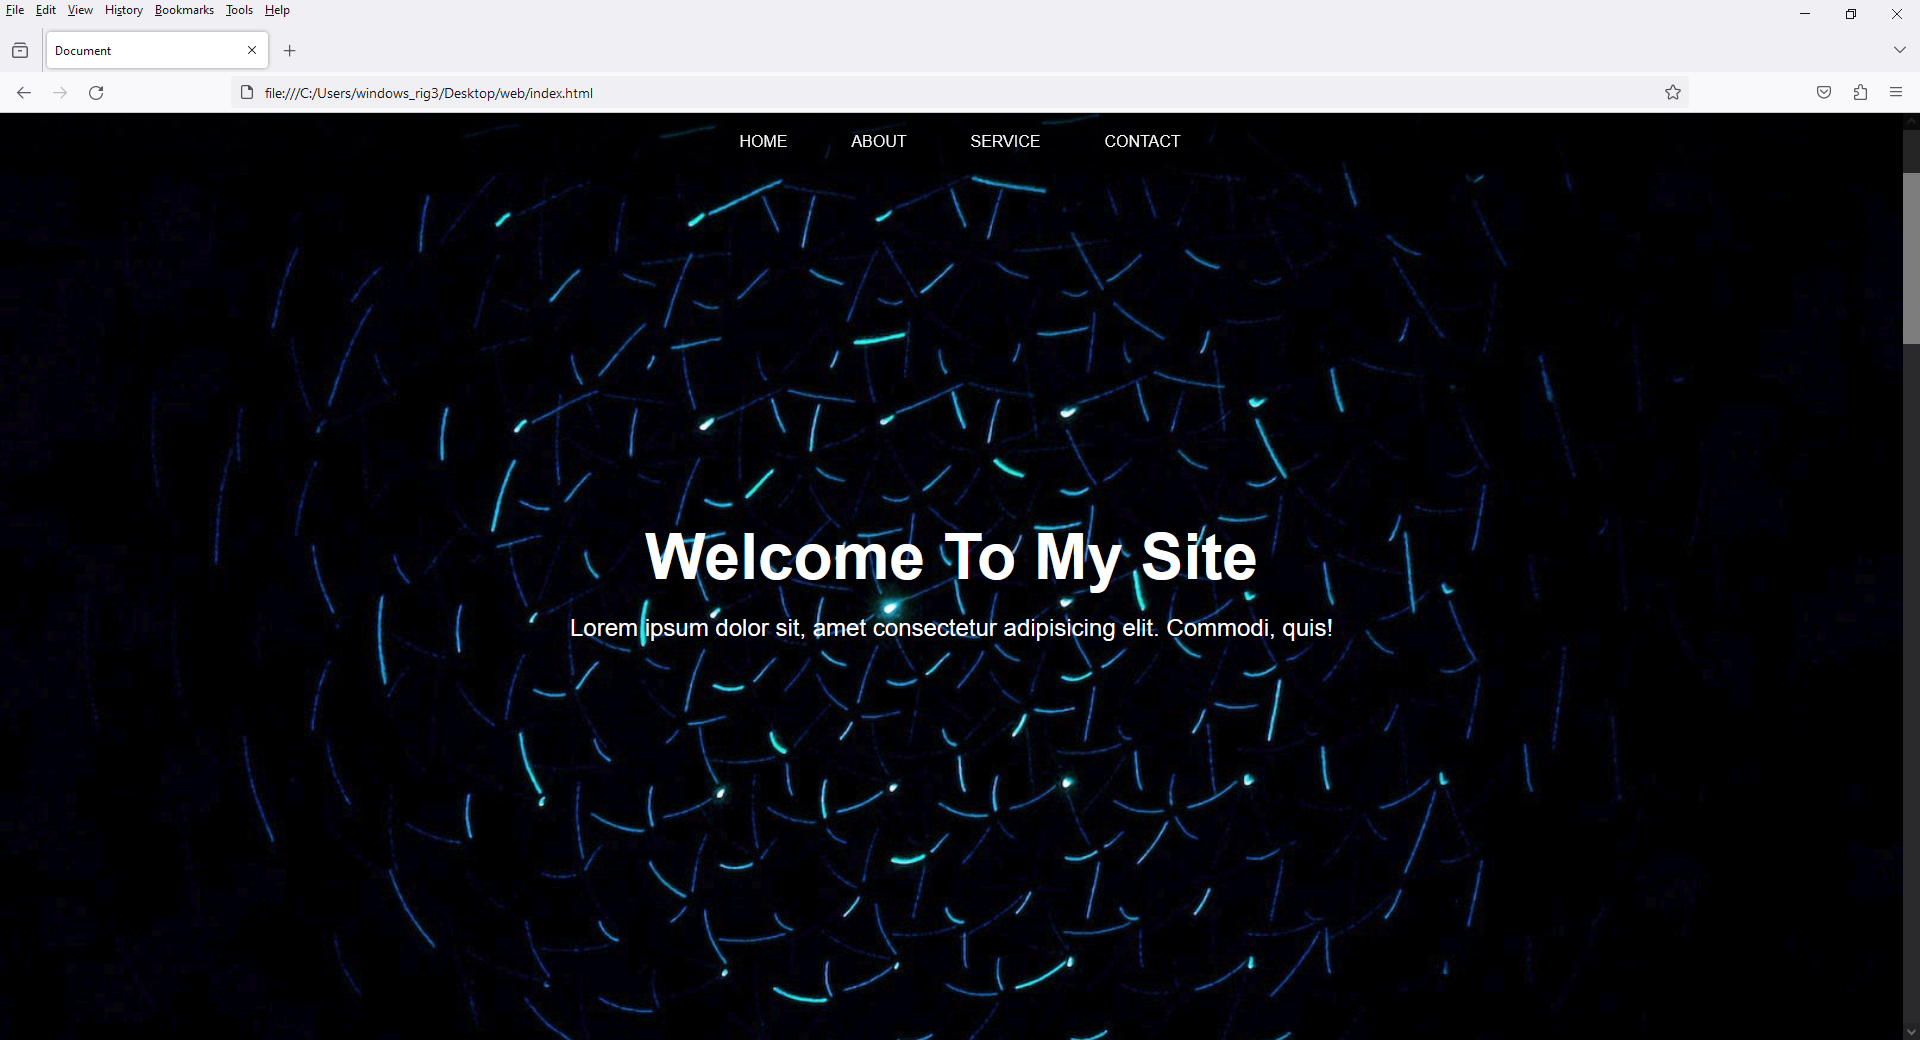 File Edit View History Bookmarks Tools Help
Document
file:///C:/Users/windows_rig3/Desktop/web/index.html
HOME ABOUT SERVICE CONTACT
Welcome To My Site
Lorem ipsum dolor sit, amet consectetur adipisicing elit. Commodi, quis!